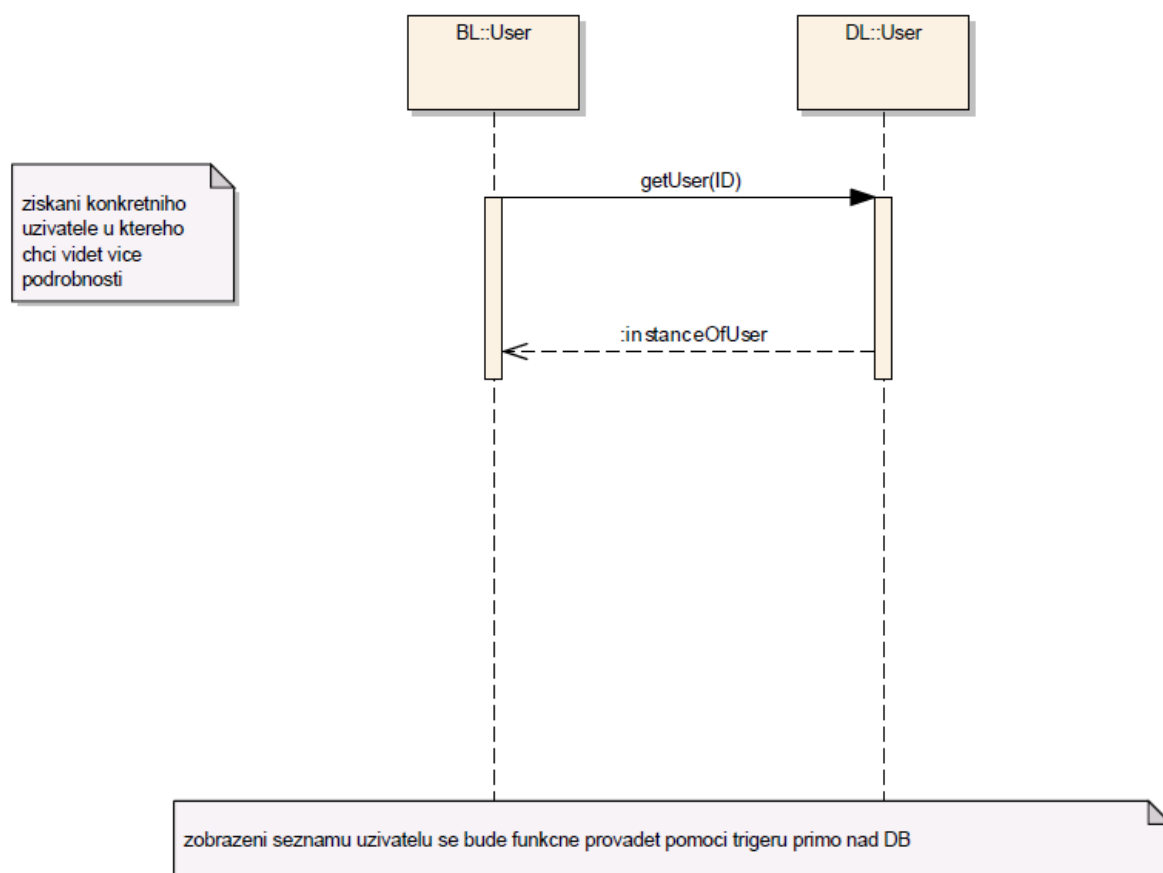 BL::User
DL::User
ziskani konkretniho
uzivatele u ktereho
chci videt vice
podrobnosti
getUser(ID)
:instanceOfUser
zobrazeni seznamu uzivatelu se bude funkcne provadet pomoci trigeru primo nad DB